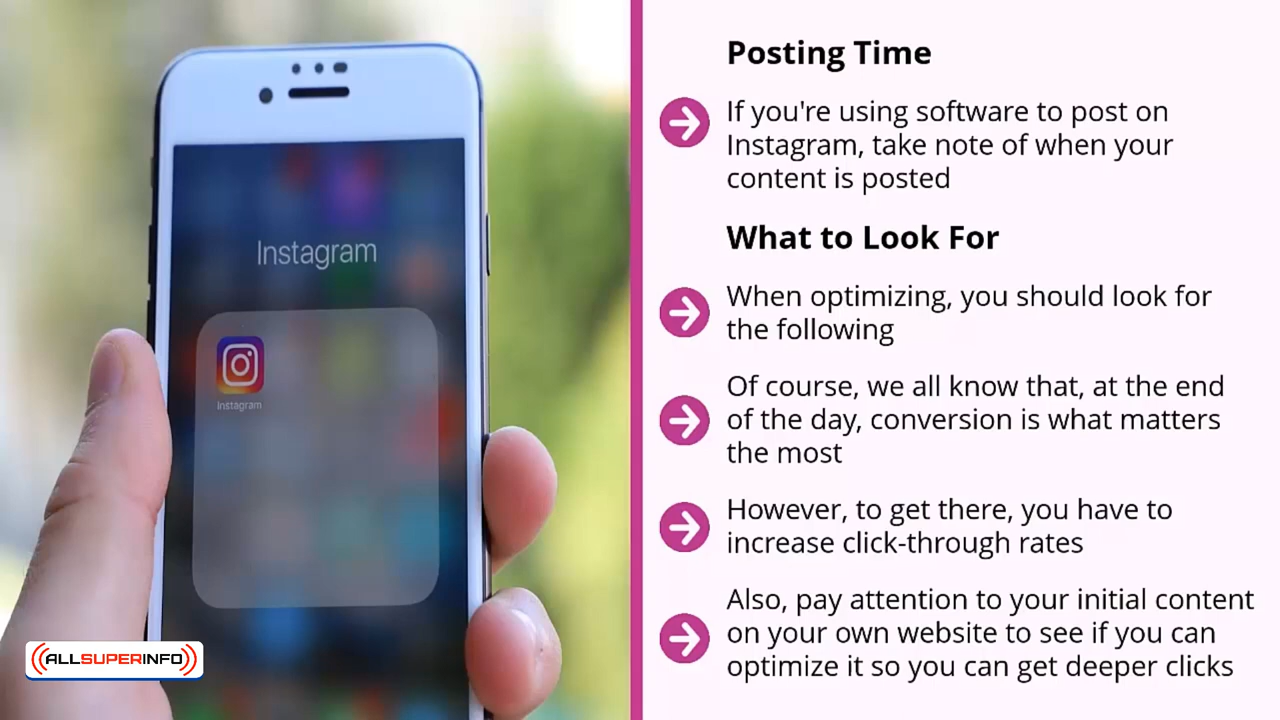 Instagram
Instagram
ALLSUPERINFO
Posting Time
If you're using software to post on
Instagram, take note of when your
content is posted
What to Look For
When optimizing, you should look for
the following
Of course, we all know that, at the end
of the day, conversion is what matters
the most
However, to get there, you have to
increase click-through rates
Also, pay attention to your initial content
on your own website to see if you can
optimize it so you can get deeper clicks